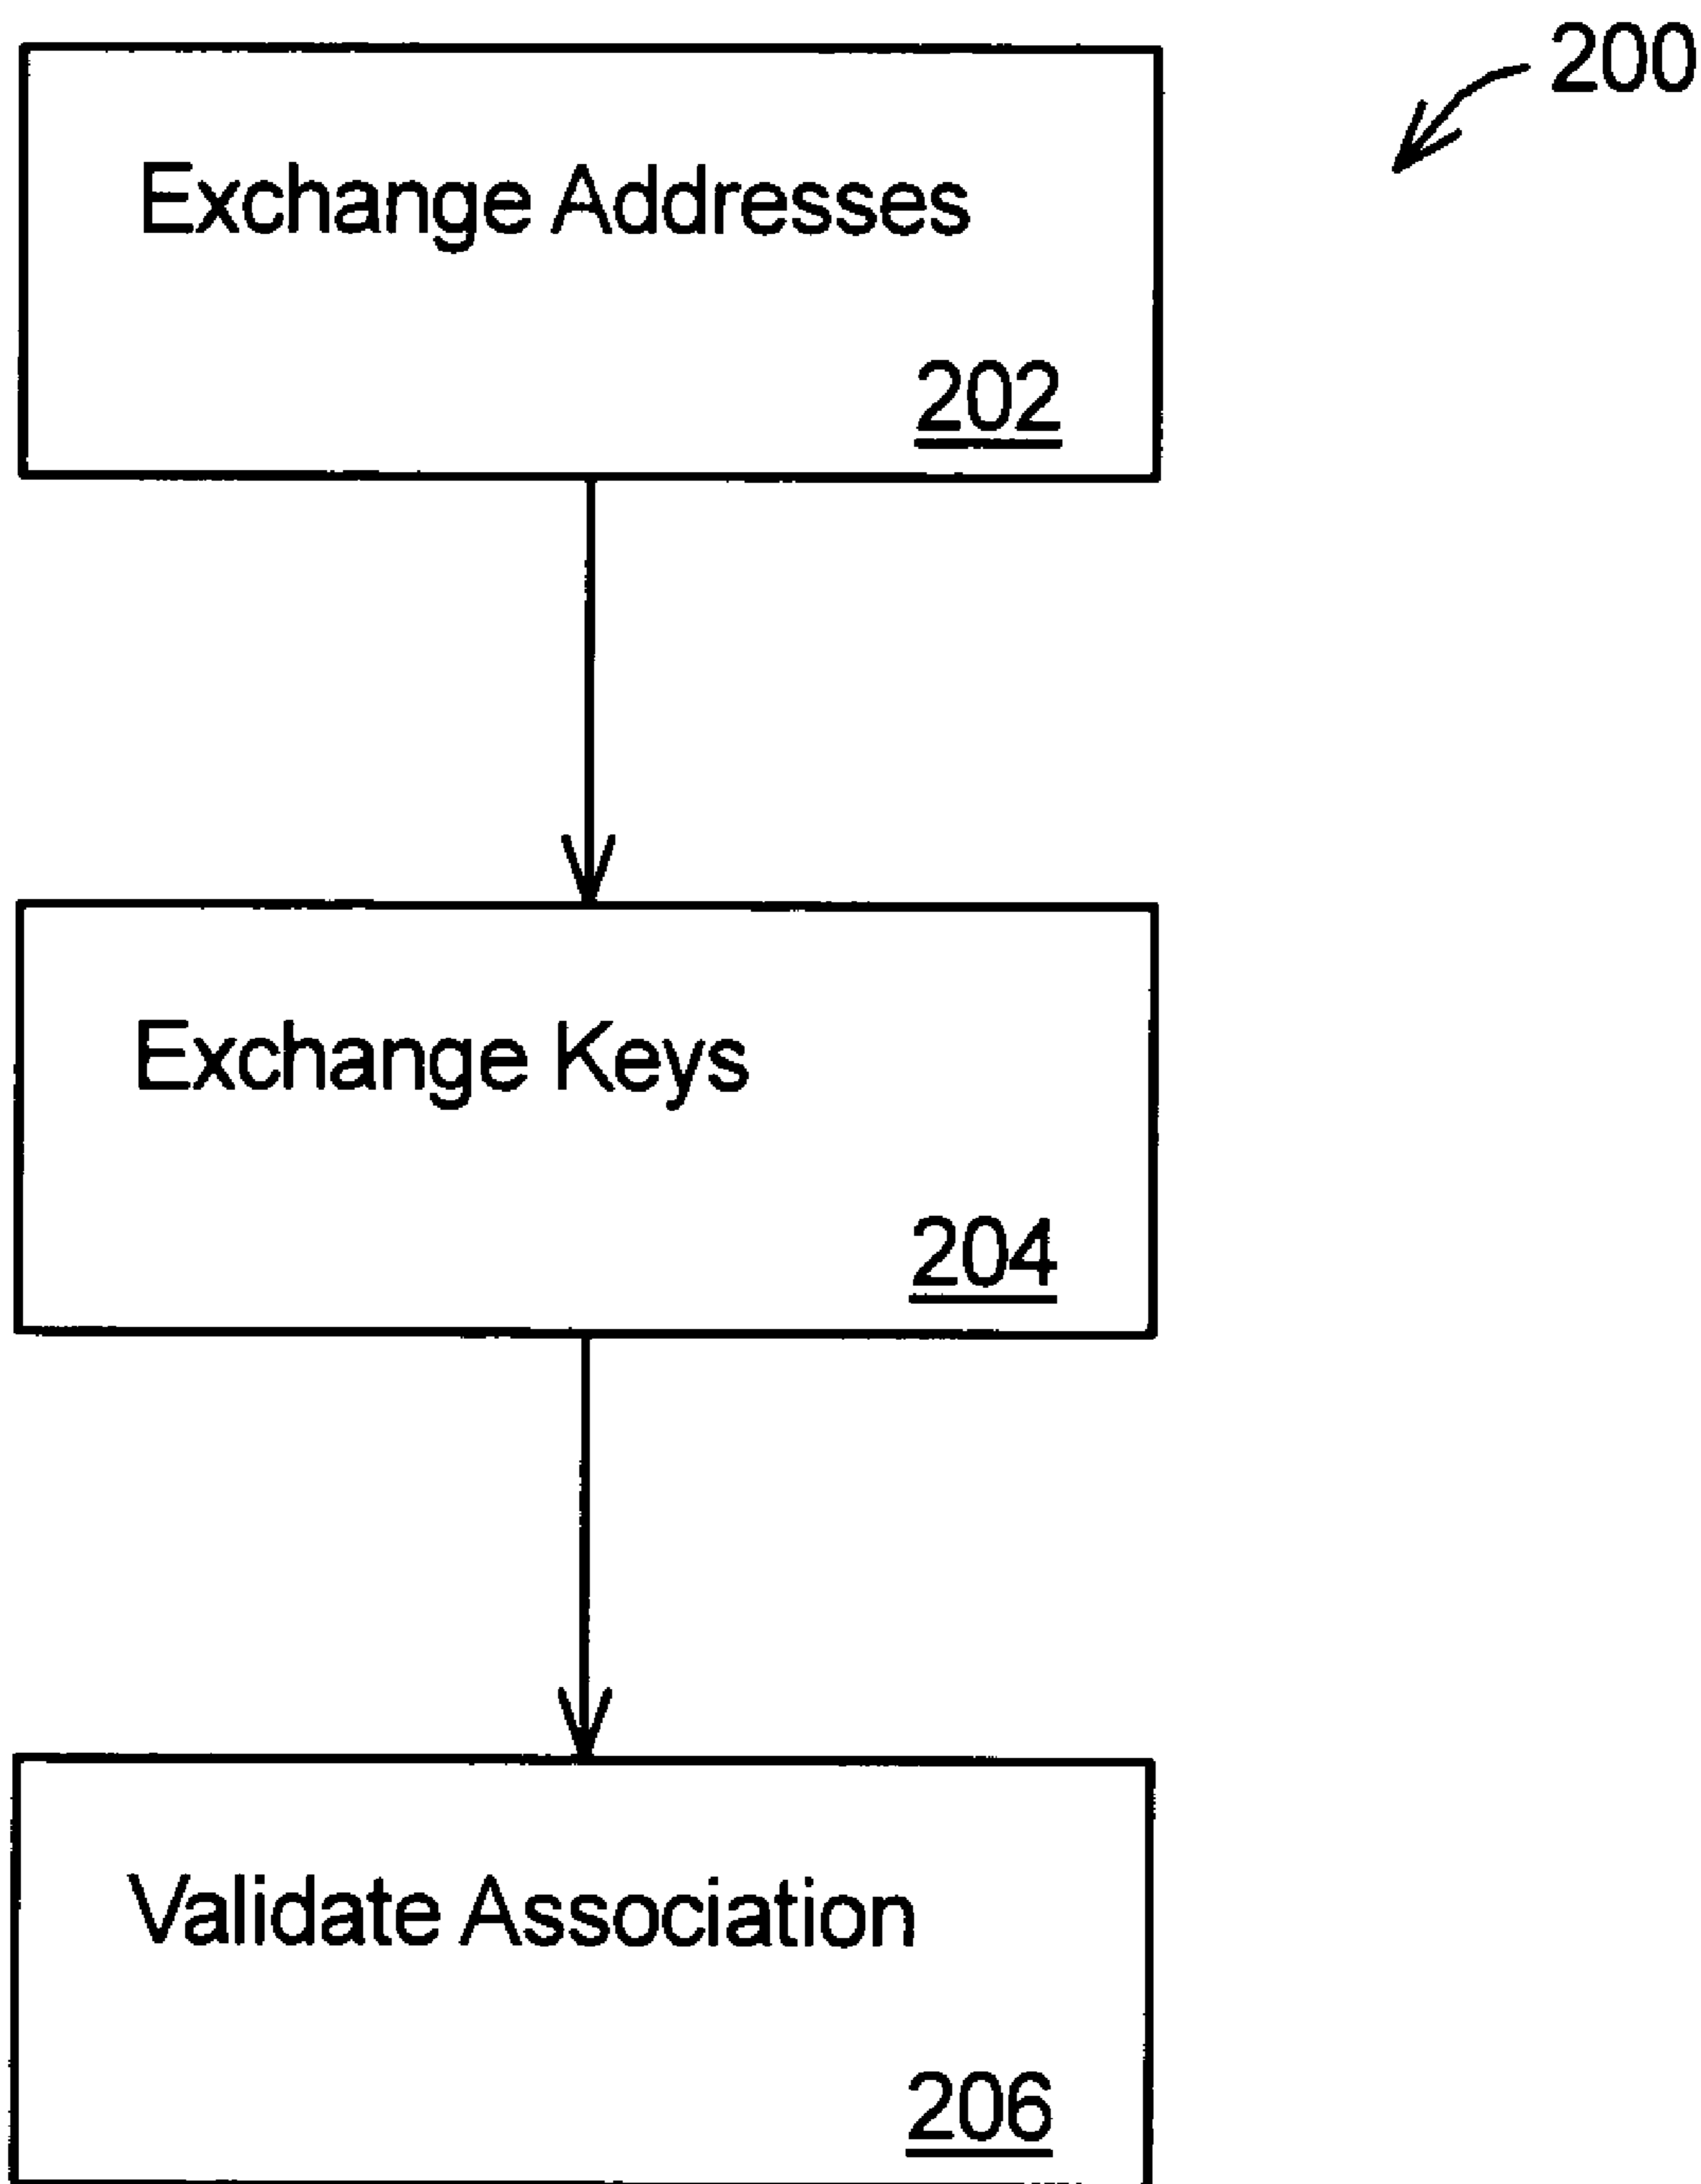 200
Exchange Addresses
202
Exchange Keys
204
Validate Association
206